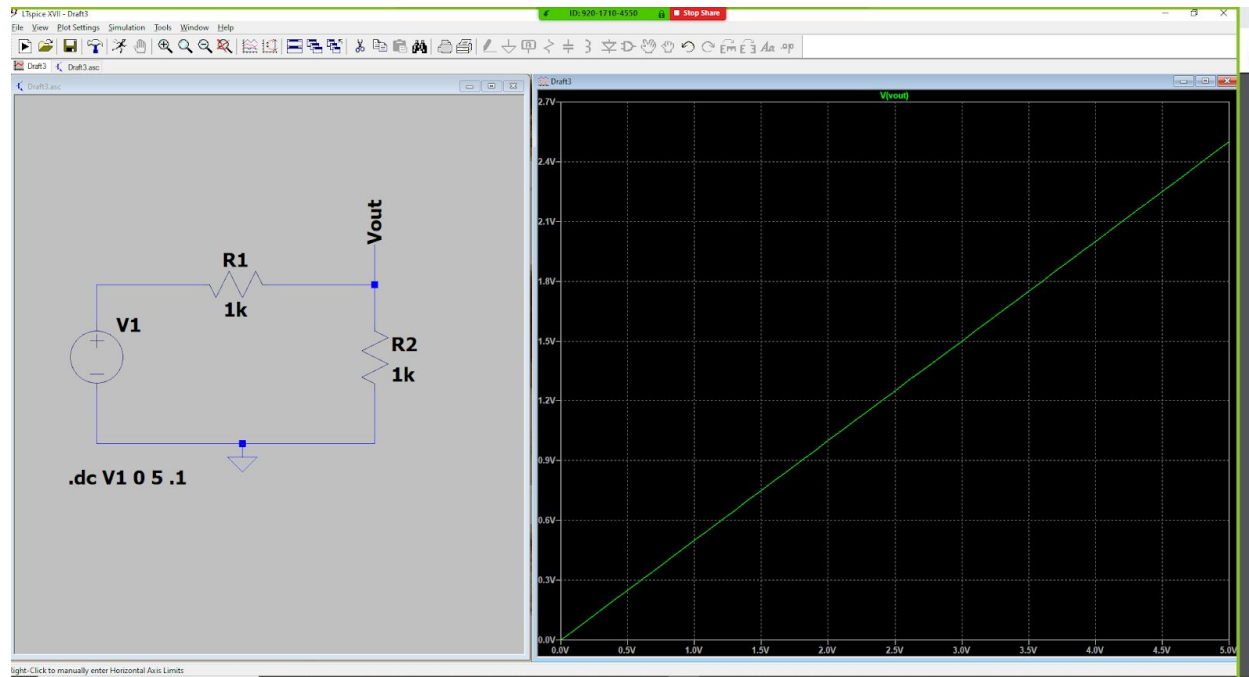 LTspice XVII - Draft3
ID: 920-1710-4550
Stop Share
File View Plot Settings Simulation Tools Window Help
Draft3 Draft3.asc
Draft3.asc
R1
1k
Vout
V1
R2
1k
.dc V1 0 5 .1
Draft3
V(vout)
2.7V
2.4V
2.1V
1.8V
1.5V
1.2V
0.9V
0.6V
0.3V
0.0V
0.0V 0.5V 1.0V 1.5V 2.0V 2.5V 3.0V 3.5V 4.0V 4.5V 5.0V
ight-Click to manually enter Horizontal Axis Limits